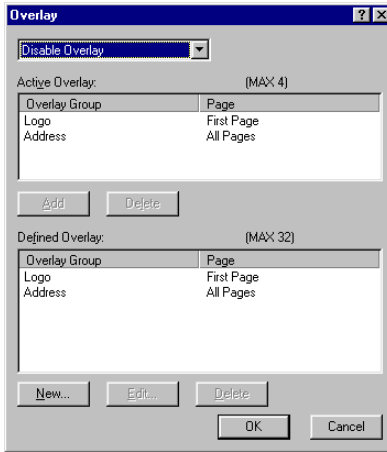 Overlay
Disable Overlay
Active Overlay: (MAX 4)
Overlay Group Page
Logo First Page
Address All Pages
Add Delete
Defined Overlay: (MAX 32)
Overlay Group Page
Logo First Page
Address All Pages
New... Edit... Delete
OK Cancel